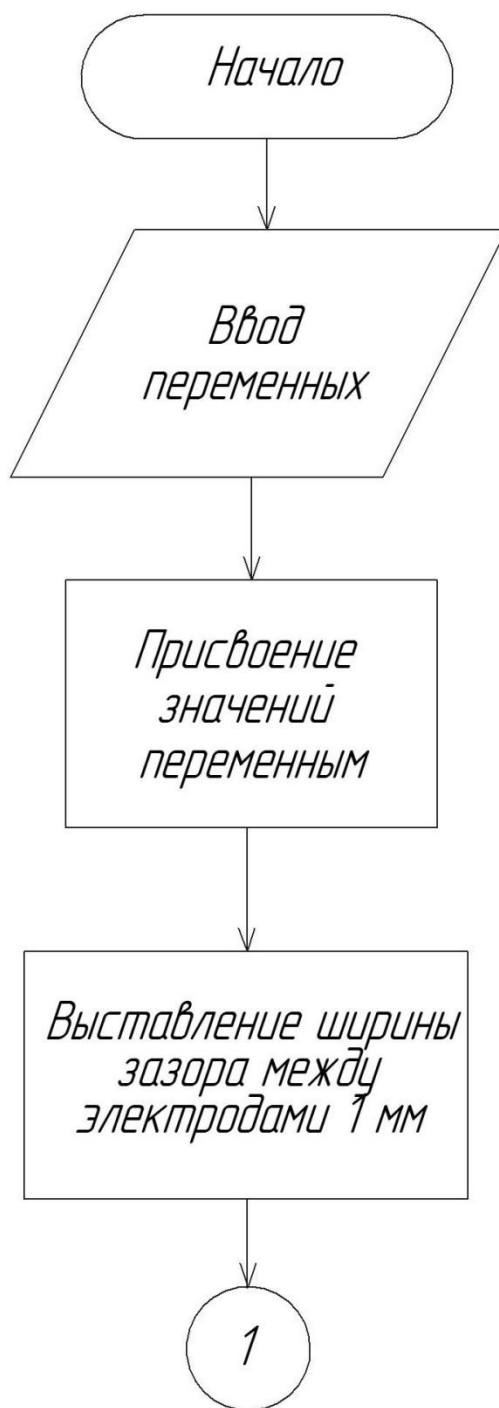 Начало
Ввод
переменных
Присвоение
значений
переменным
Выставление ширины
зазора между
электродами 1 мм
1